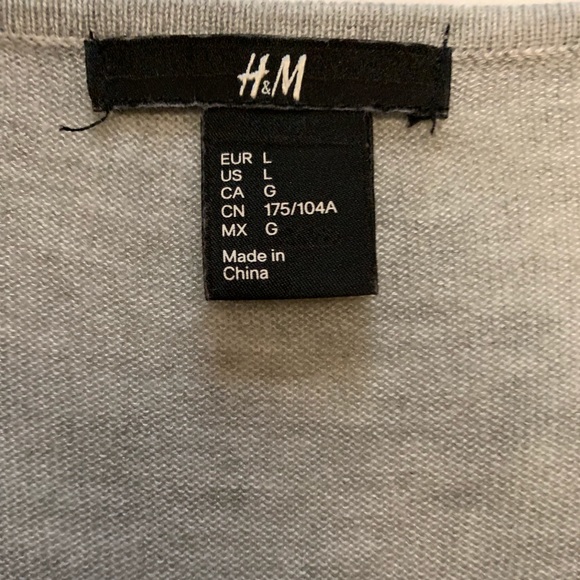 H&M
EUR L
US L
CA G
CN 175/104A
MX G
Made in
China